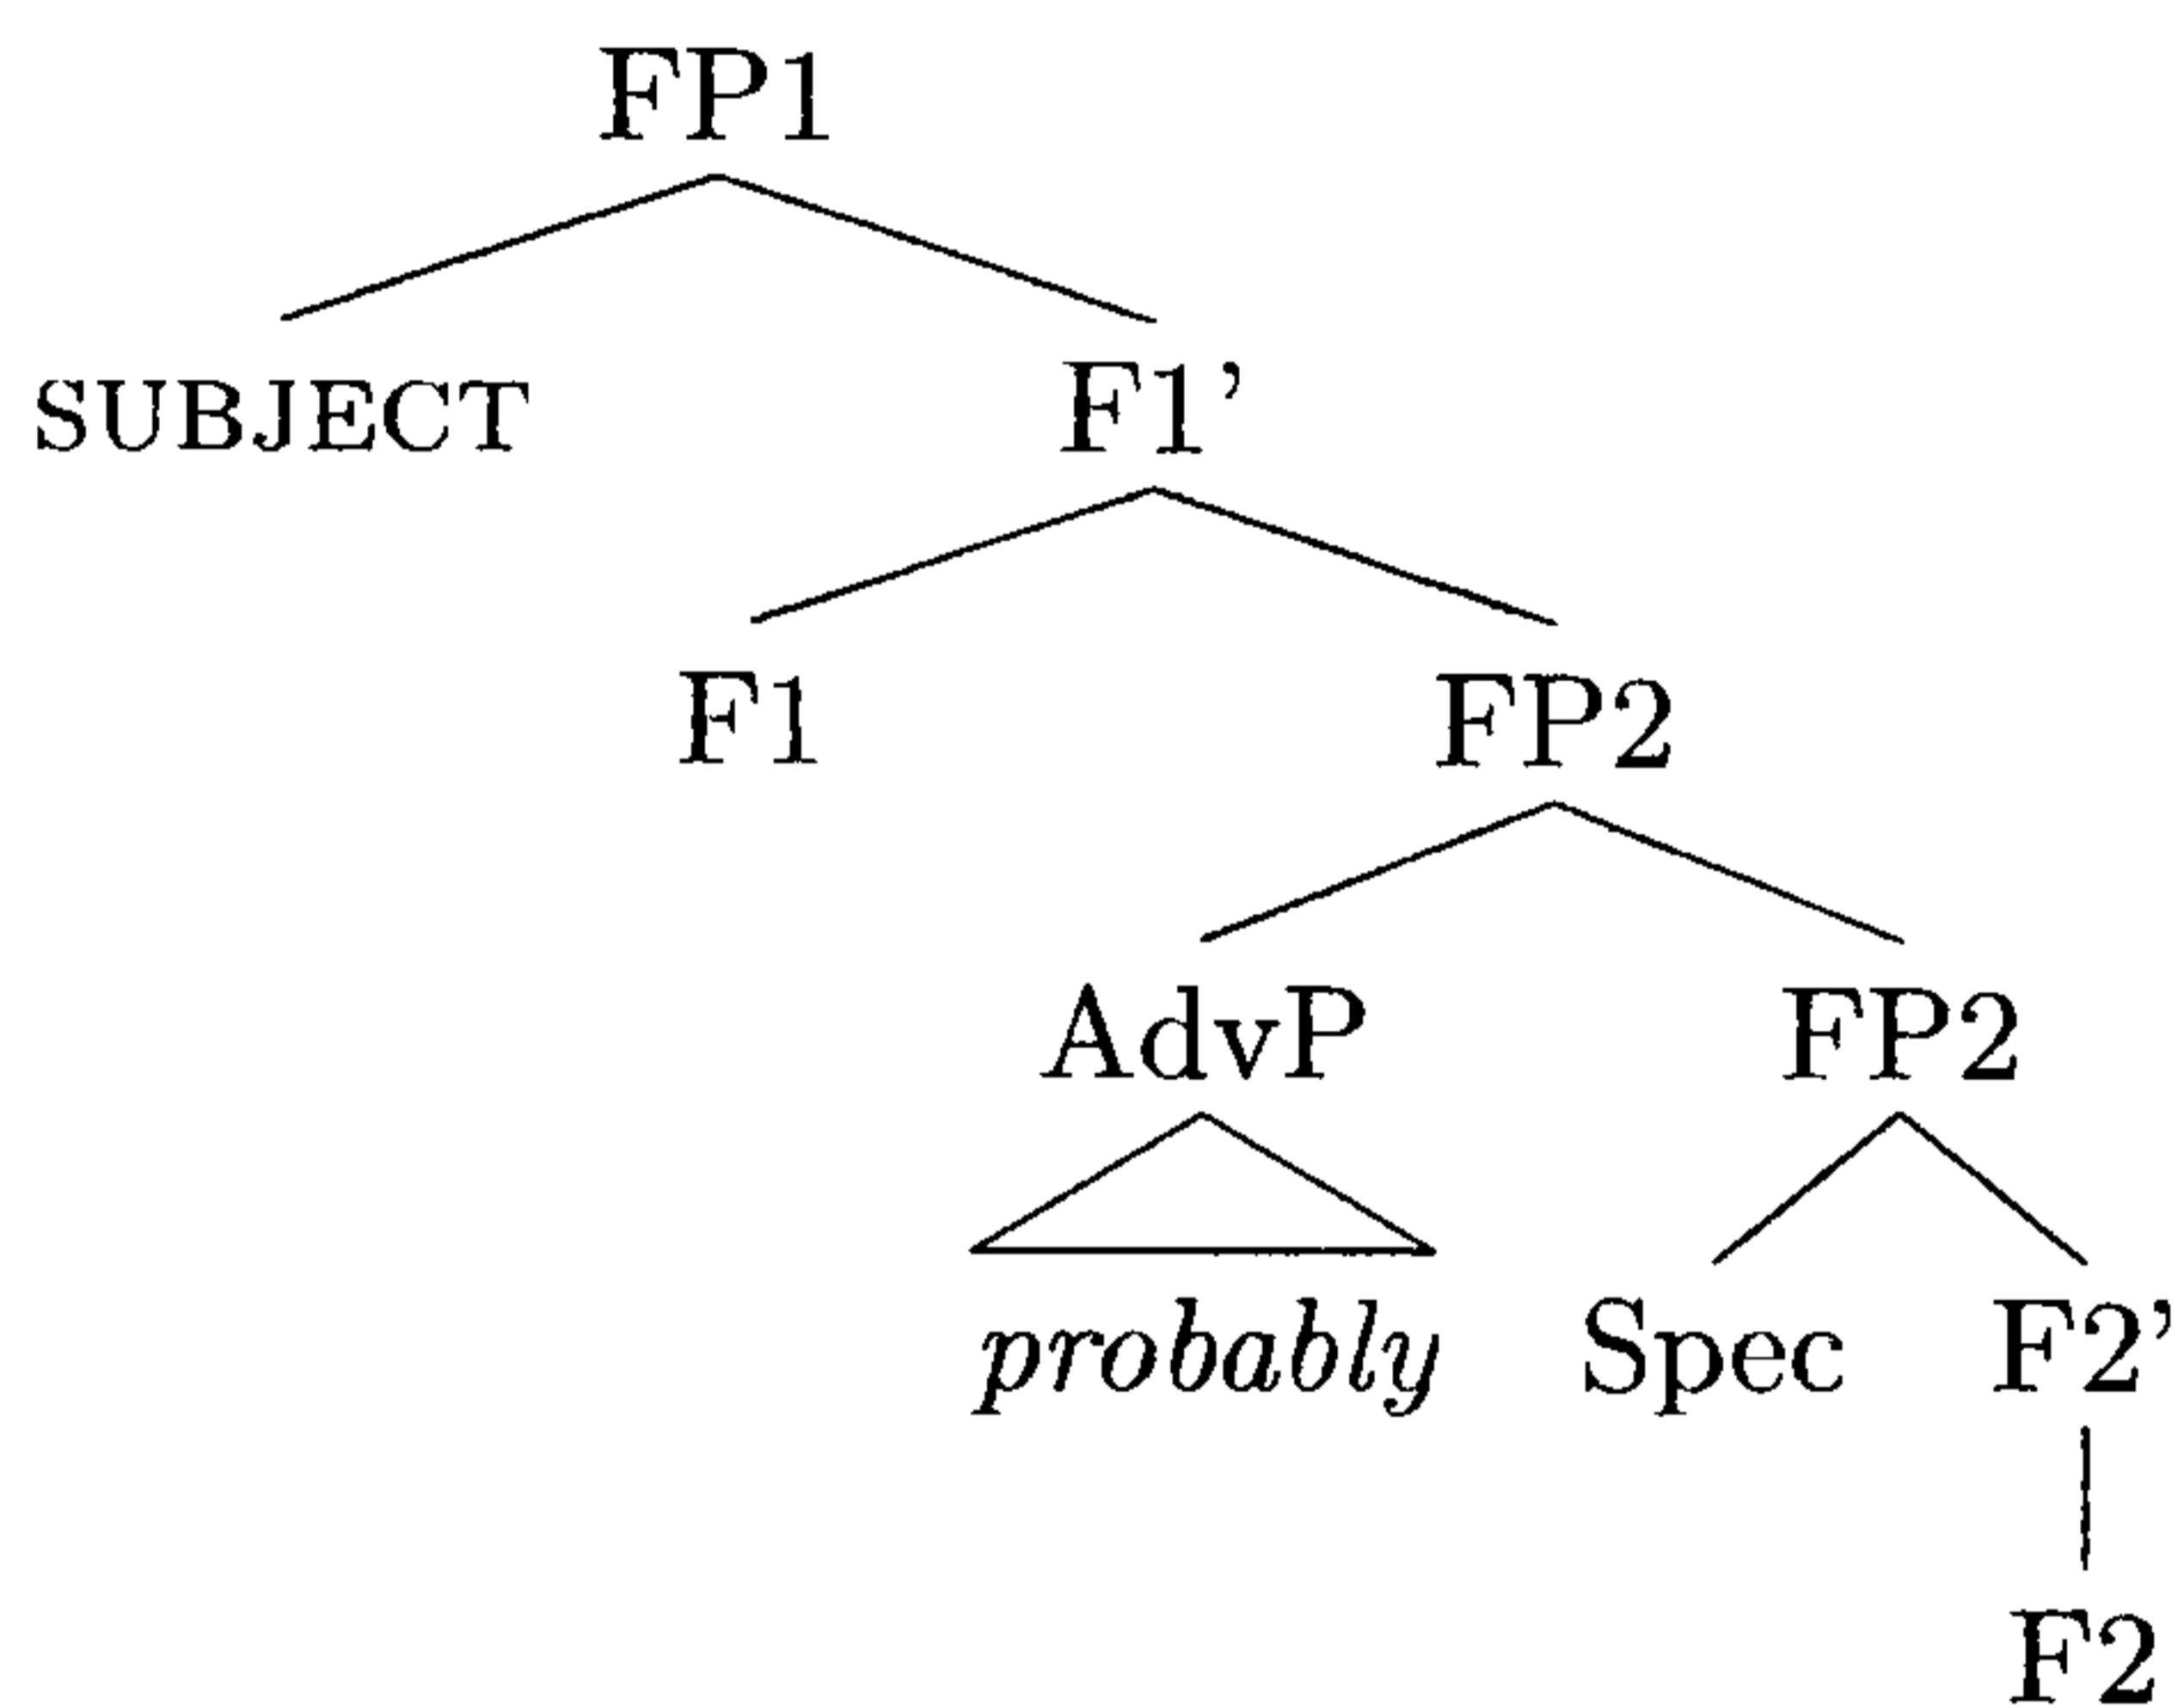 FP1
SUBJECT F1’
F1 FP2
AdvP FP2
probably Spec F2’
F2